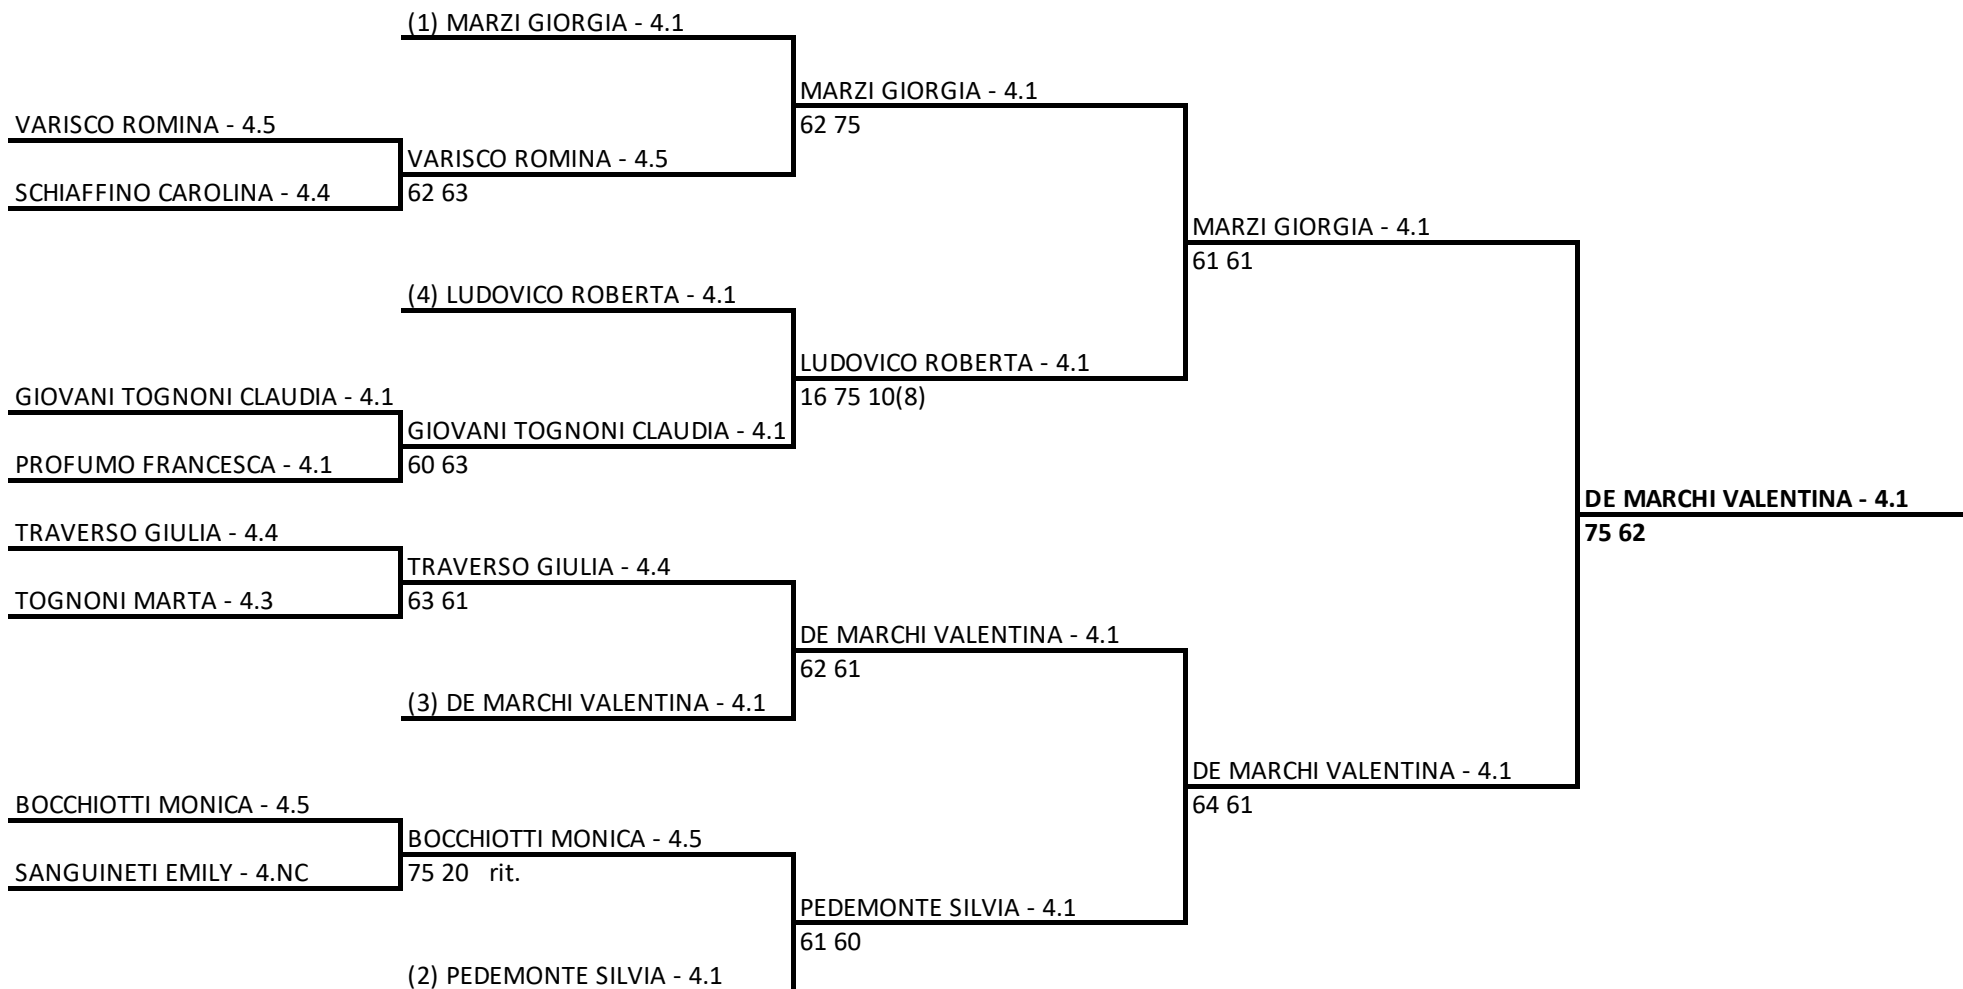 (1) MARZI GIORGIA - 4.1
MARZI GIORGIA - 4.1
VARISCO ROMINA - 4.5
62 75
VARISCO ROMINA - 4.5
SCHIAFFINO CAROLINA - 4.4
62 63
MARZI GIORGIA - 4.1
61 61
(4) LUDOVICO ROBERTA - 4.1
LUDOVICO ROBERTA - 4.1
GIOVANI TOGNONI CLAUDIA - 4.1
16 75 10(8)
GIOVANI TOGNONI CLAUDIA - 4.1
PROFUMO FRANCESCA - 4.1
60 63
DE MARCHI VALENTINA - 4.1
TRAVERSO GIULIA - 4.4
75 62
TRAVERSO GIULIA - 4.4
TOGNONI MARTA - 4.3
63 61
DE MARCHI VALENTINA - 4.1
62 61
(3) DE MARCHI VALENTINA - 4.1
DE MARCHI VALENTINA - 4.1
BOCCHIOTTI MONICA - 4.5
64 61
BOCCHIOTTI MONICA - 4.5
SANGUINETI EMILY - 4.NC
75 20 rit.
PEDEMONTE SILVIA - 4.1
61 60
(2) PEDEMONTE SILVIA - 4.1